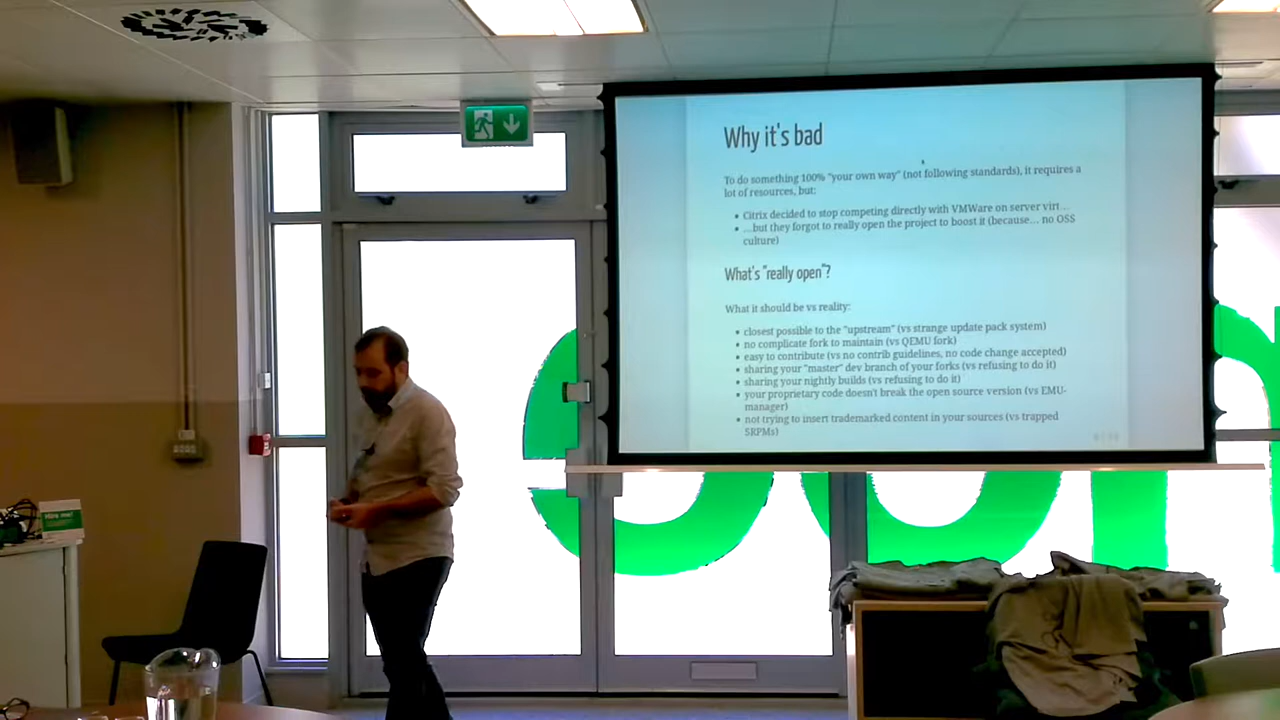 Why it's bad
To do something 100% "your own way" (not following standards), it requires a
lot of resources, but:
• Citrix decided to stop competing directly with VMWare on server virt…
• …but they forgot to really open the project to boost it (because… no OSS
culture)
What's "really open"?
What it should be vs reality:
• closest possible to the "upstream" (vs strange update pack system)
• no complicate fork to maintain (vs QEMU fork)
• easy to contribute (vs no contrib guidelines, no code change accepted)
• sharing your "master" dev branch of your forks (vs refusing to do it)
• sharing your nightly builds (vs refusing to do it)
• your proprietary code doesn't break the open source version (vs EMU-
manager)
• not trying to insert trademarked content in your sources (vs trapped
SRPMs)
Hire me!